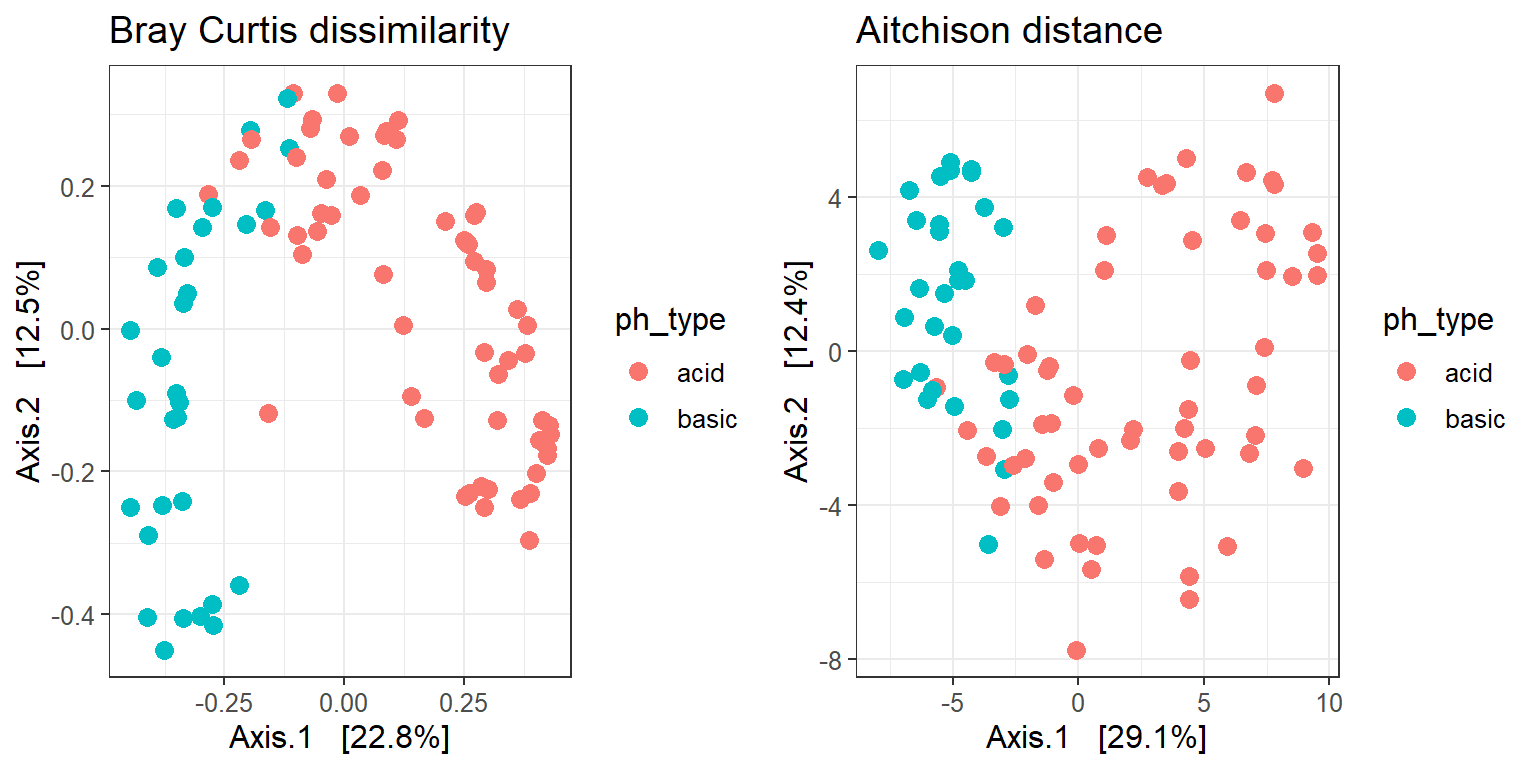 Bray Curtis dissimilarity
0.2
0.0
-0.2
-0.4
Axis.2 [12.5%]
-0.25 0.00 0.25
Axis.1 [22.8%]
ph_type
acid
basic
Aitchison distance
4
0
-4
-8
Axis.2 [12.4%]
-5 0 5 10
Axis.1 [29.1%]
ph_type
acid
basic